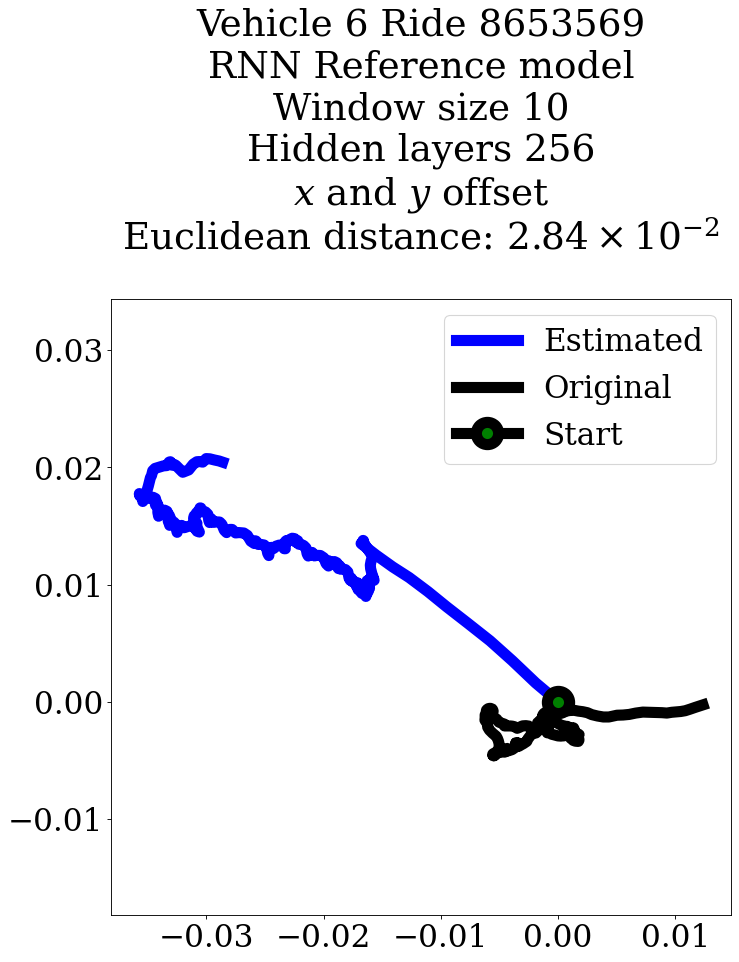 Vehicle 6 Ride 8653569
RNN Reference model
Window size 10
Hidden layers 256
x and y offset
Euclidean distance: 2.84 × 10⁻²
Estimated
Original
Start
0.03
0.02
0.01
0.00
−0.01
−0.03
−0.02
−0.01
0.00
0.01